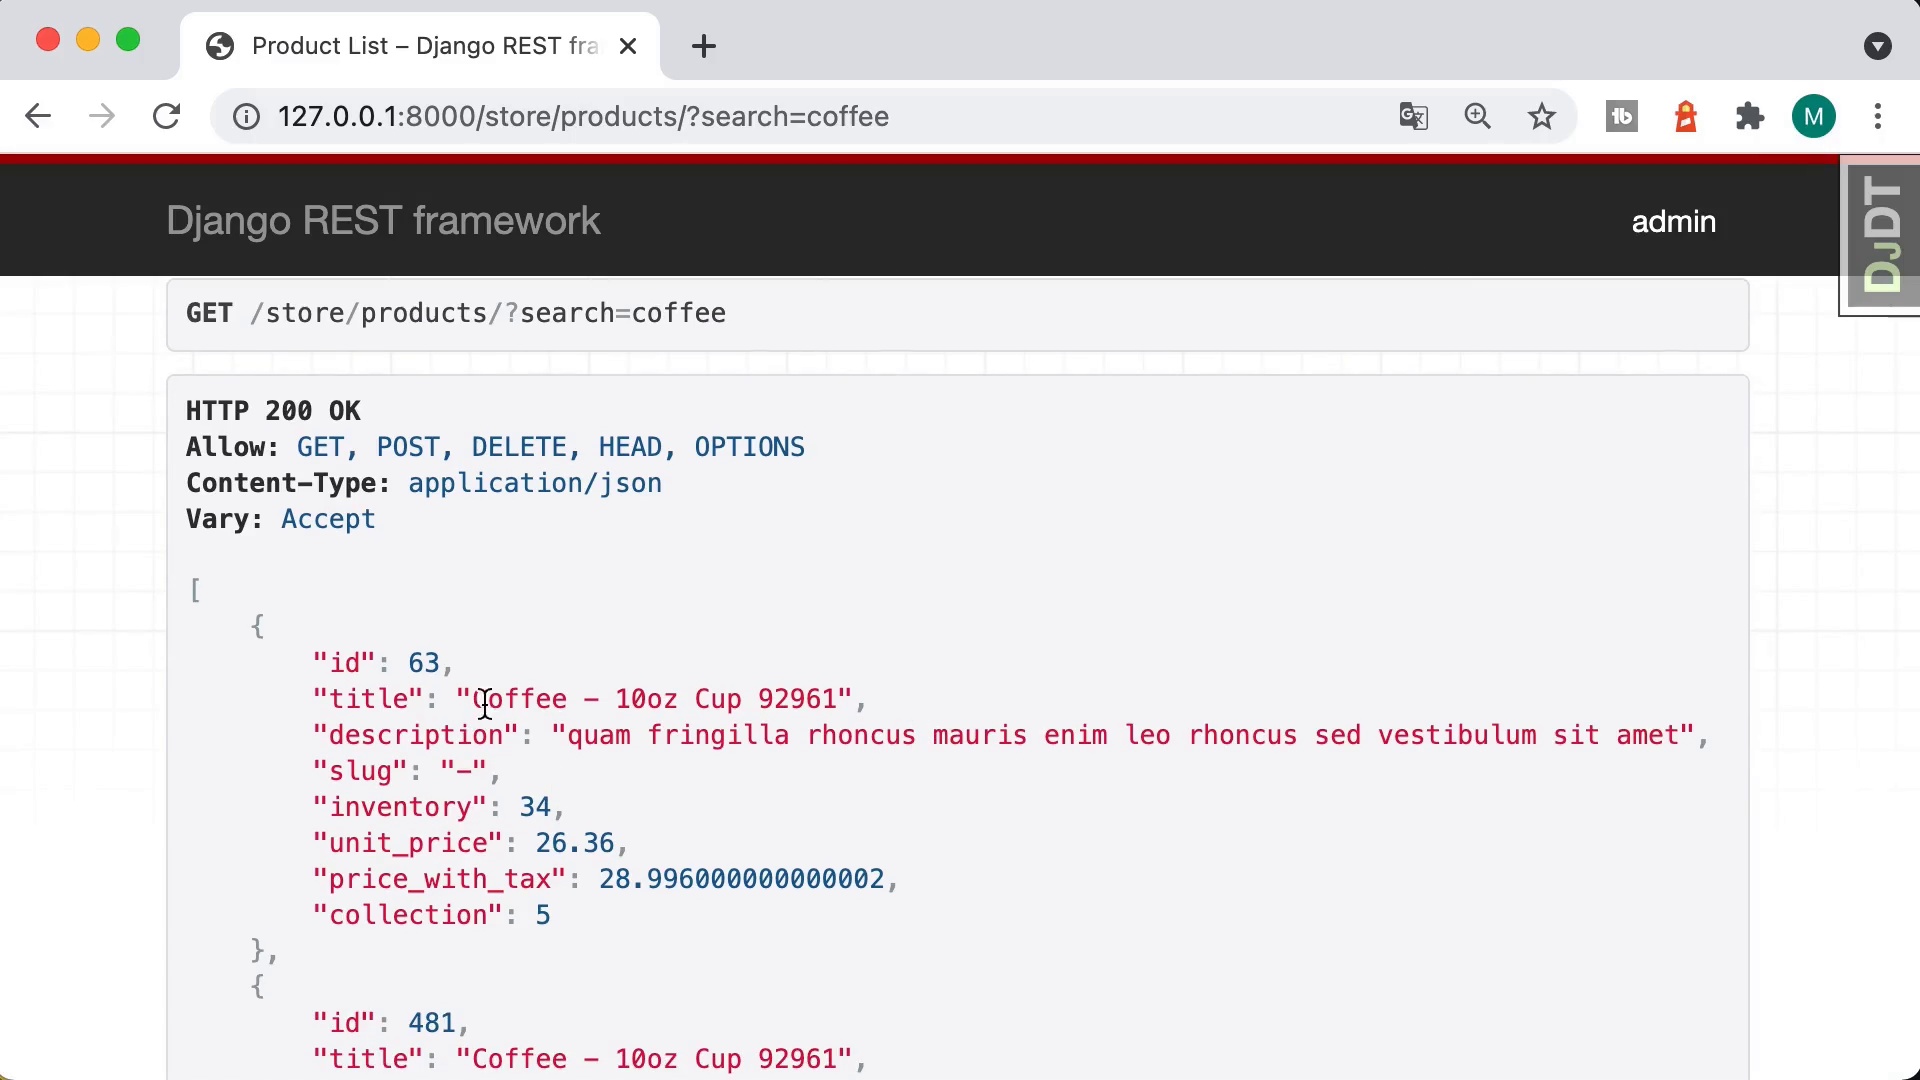 Product List – Django REST fra
127.0.0.1:8000/store/products/?search=coffee
M
Django REST framework
admin
DJDT
GET /store/products/?search=coffee
HTTP 200 OK
Allow: GET, POST, DELETE, HEAD, OPTIONS
Content-Type: application/json
Vary: Accept
[
{
"id": 63,
"title": "Coffee - 10oz Cup 92961",
"description": "quam fringilla rhoncus mauris enim leo rhoncus sed vestibulum sit amet",
"slug": "-",
"inventory": 34,
"unit_price": 26.36,
"price_with_tax": 28.996000000000002,
"collection": 5
},
{
"id": 481,
"title": "Coffee - 10oz Cup 92961",